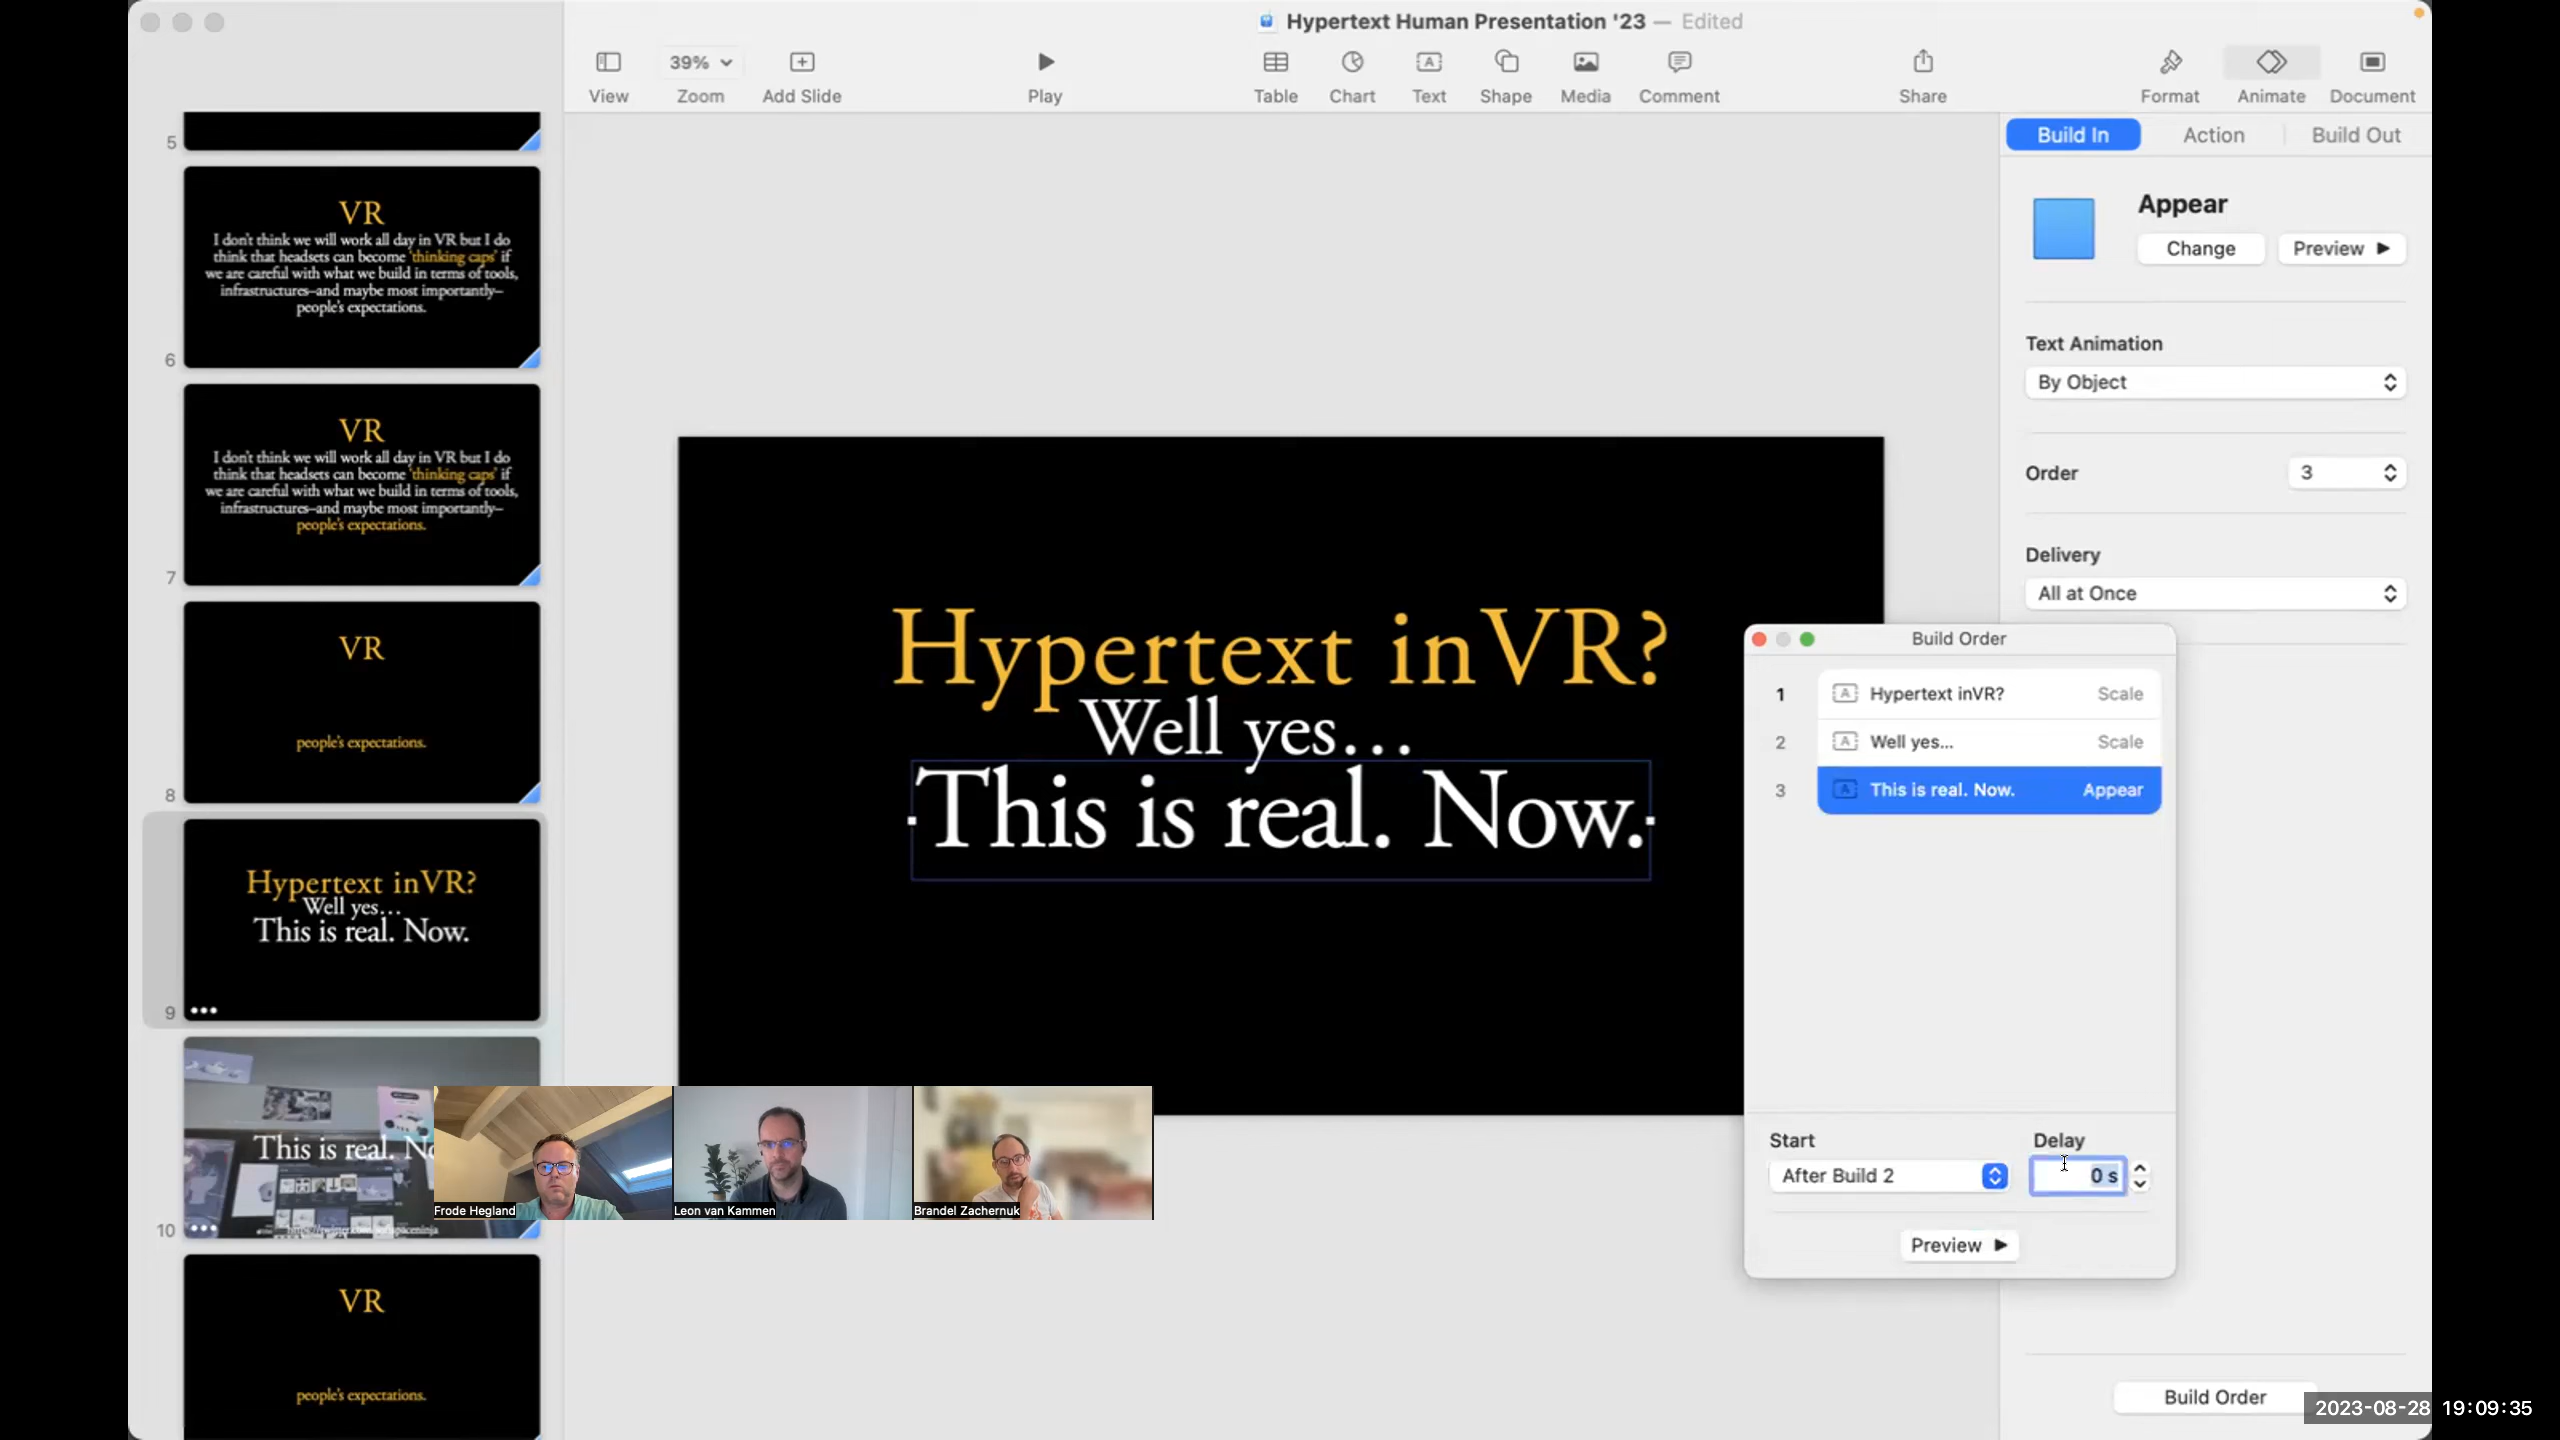 Hypertext Human Presentation '23 — Edited
View
39%
Zoom
Add Slide
Play
Table
Chart
Text
Shape
Media
Comment
Share
Format
Animate
Document
5
VR
I don't think we will work all day in VR but I do
think that headsets can become 'thinking caps' if
we are careful with what we build in terms of tools,
infrastructures–and maybe most importantly–
people's expectations.
6
VR
I don't think we will work all day in VR but I do
think that headsets can become 'thinking caps' if
we are careful with what we build in terms of tools,
infrastructures–and maybe most importantly–
people's expectations.
7
VR
people's expectations.
8
Hypertext inVR?
Well yes…
This is real. Now.
9
This is real. No
10
VR
people's expectations.
Hypertext inVR?
Well yes…
This is real. Now.
Frode Hegland
Leon van Kammen
Brandel Zachernuk
Build In
Action
Build Out
Appear
Change
Preview
Text Animation
By Object
Order
3
Delivery
All at Once
Build Order
1 Hypertext inVR? Scale
2 Well yes... Scale
3 This is real. Now. Appear
Start
Delay
After Build 2
0 s
Preview
Build Order
2023-08-28 19:09:35